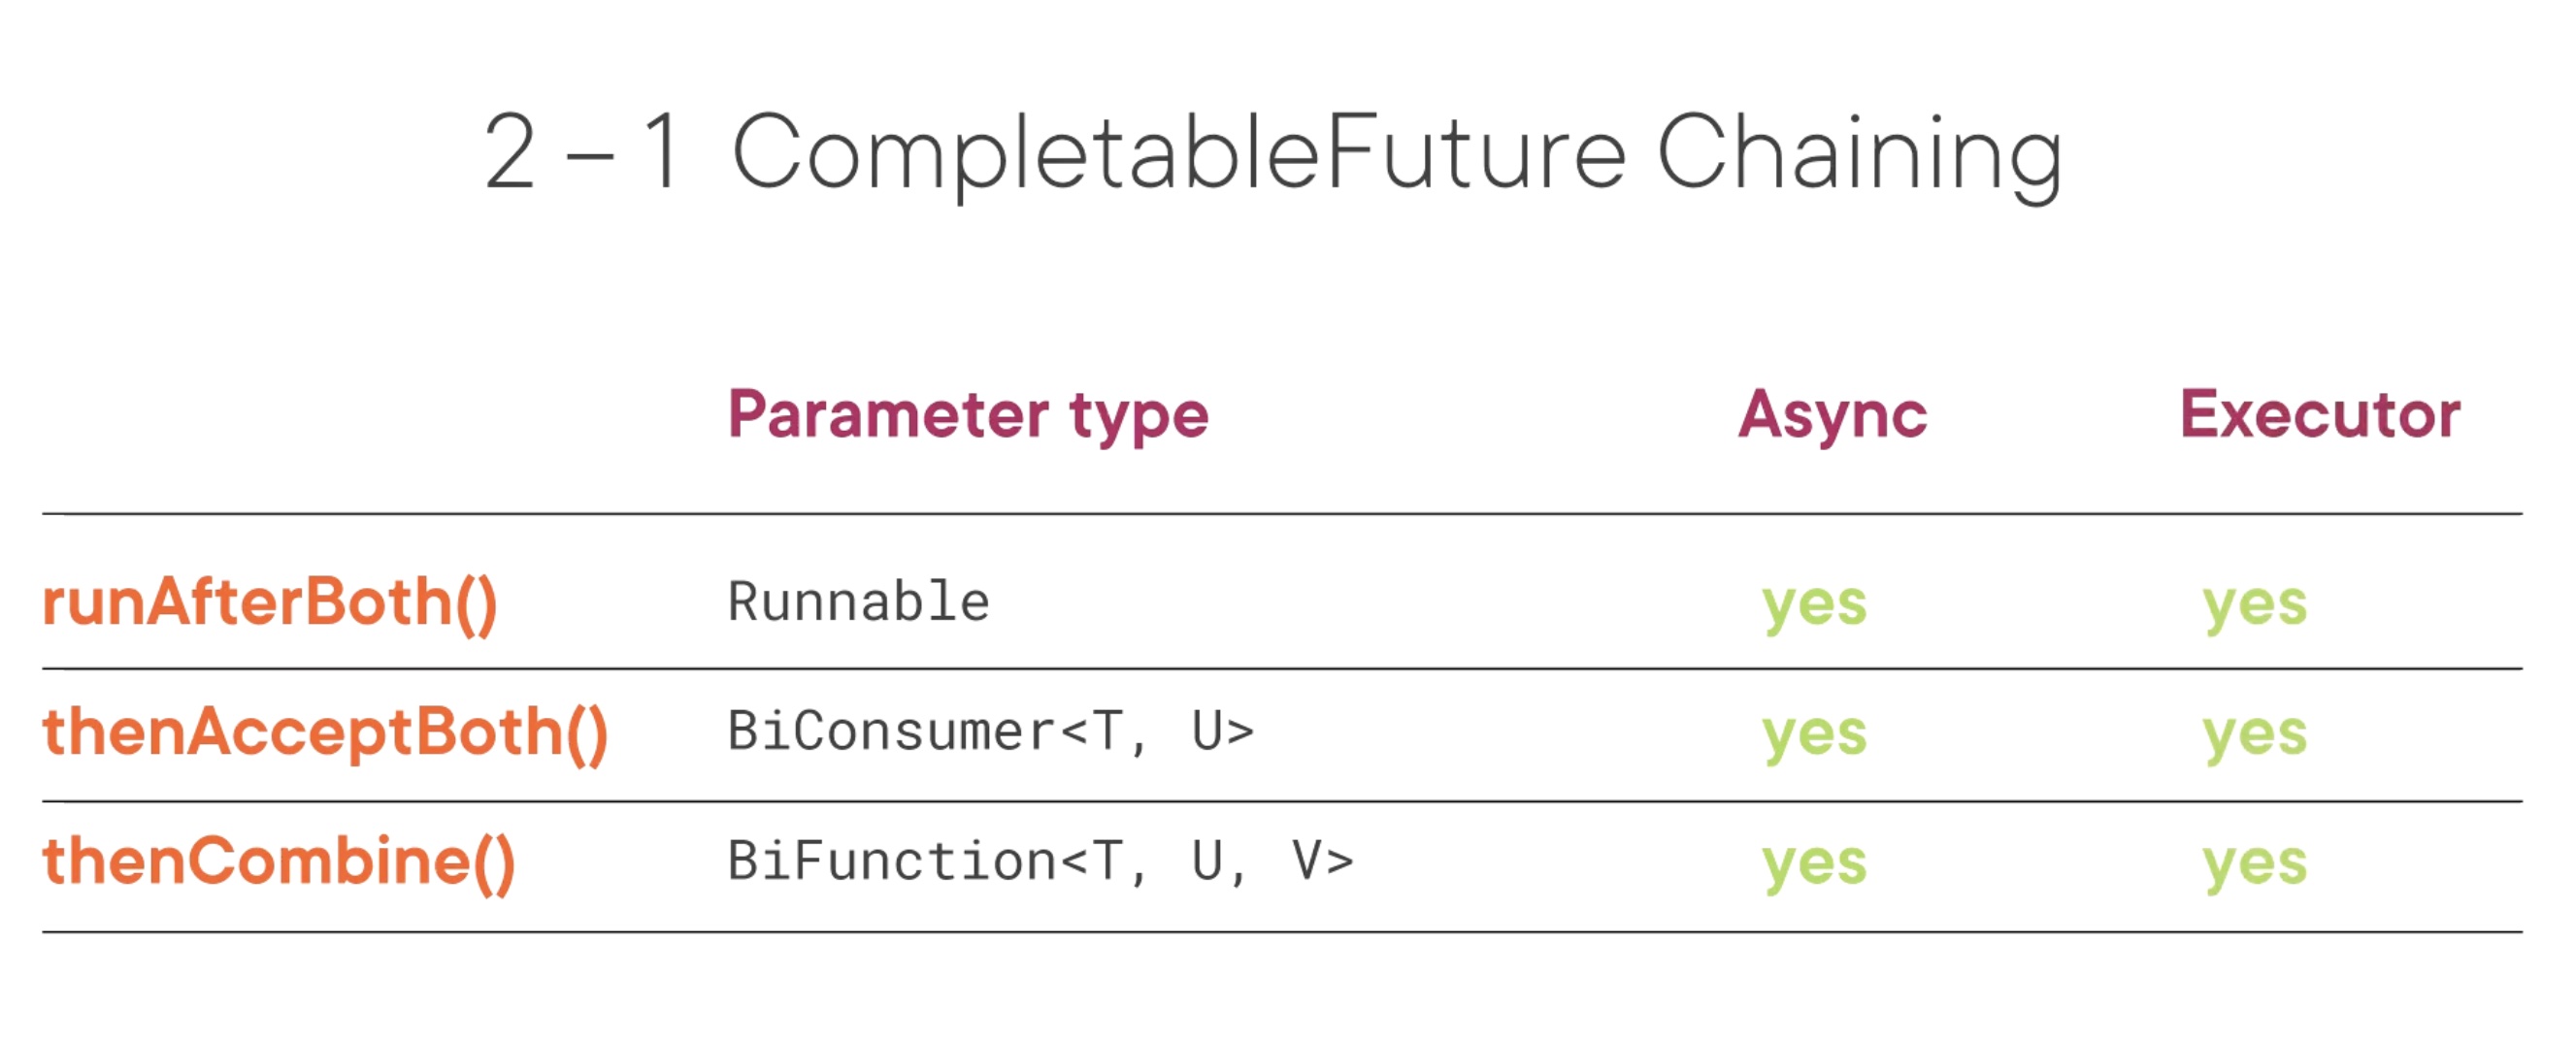 2 – 1 CompletableFuture Chaining
Parameter type Async Executor
runAfterBoth() Runnable yes yes
thenAcceptBoth() BiConsumer<T, U> yes yes
thenCombine() BiFunction<T, U, V> yes yes